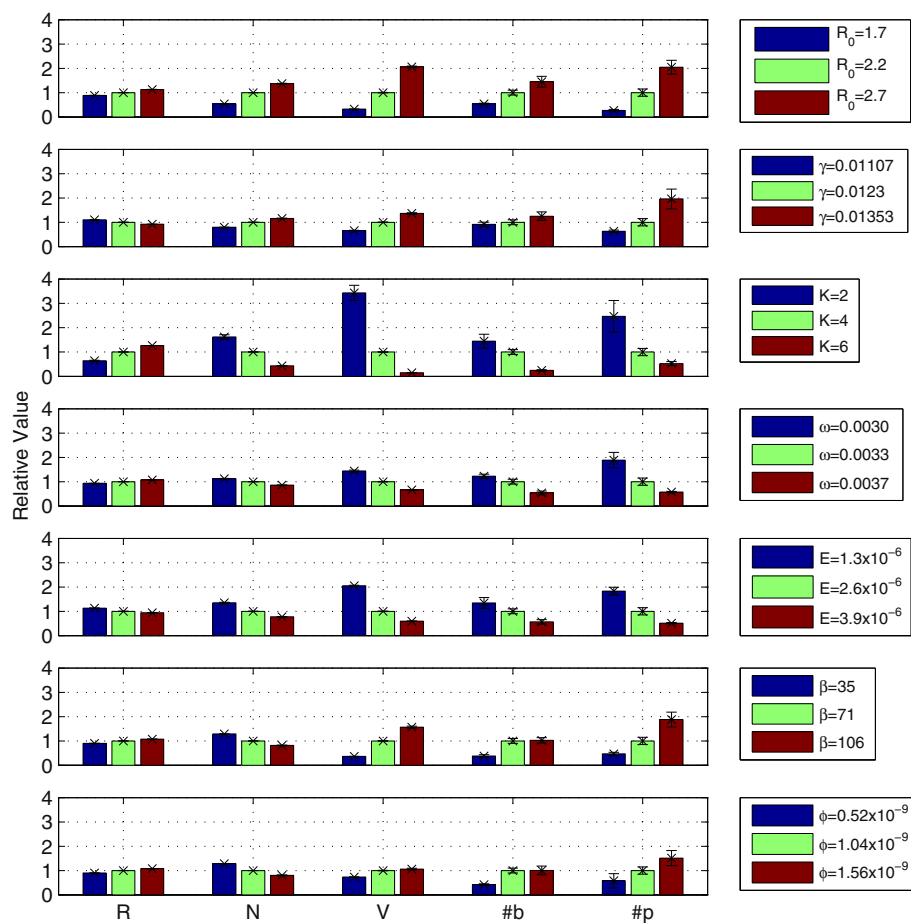 4
3
2
1
0
R₀=1.7
R₀=2.2
R₀=2.7
4
3
2
1
0
γ=0.01107
γ=0.0123
γ=0.01353
4
3
2
1
0
K=2
K=4
K=6
Relative Value
4
3
2
1
0
ω=0.0030
ω=0.0033
ω=0.0037
4
3
2
1
0
E=1.3x10⁻⁶
E=2.6x10⁻⁶
E=3.9x10⁻⁶
4
3
2
1
0
β=35
β=71
β=106
4
3
2
1
0
ϕ=0.52x10⁻⁹
ϕ=1.04x10⁻⁹
ϕ=1.56x10⁻⁹
R N V #b #p